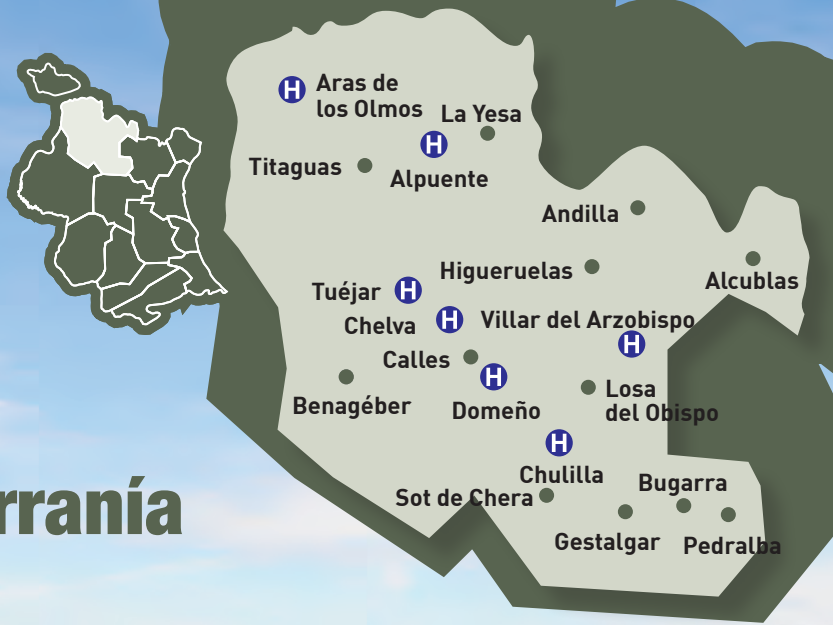 H Aras de
los Olmos
La Yesa
H
Titaguas
Alpuente
Andilla
Higueruelas
Alcublas
Tuéjar H
Chelva H
Villar del Arzobispo
H
Calles
H
Benagéber
Domeño
Losa
del Obispo
H
Chulilla
Sot de Chera
Bugarra
Gestalgar
Pedralba
rranía